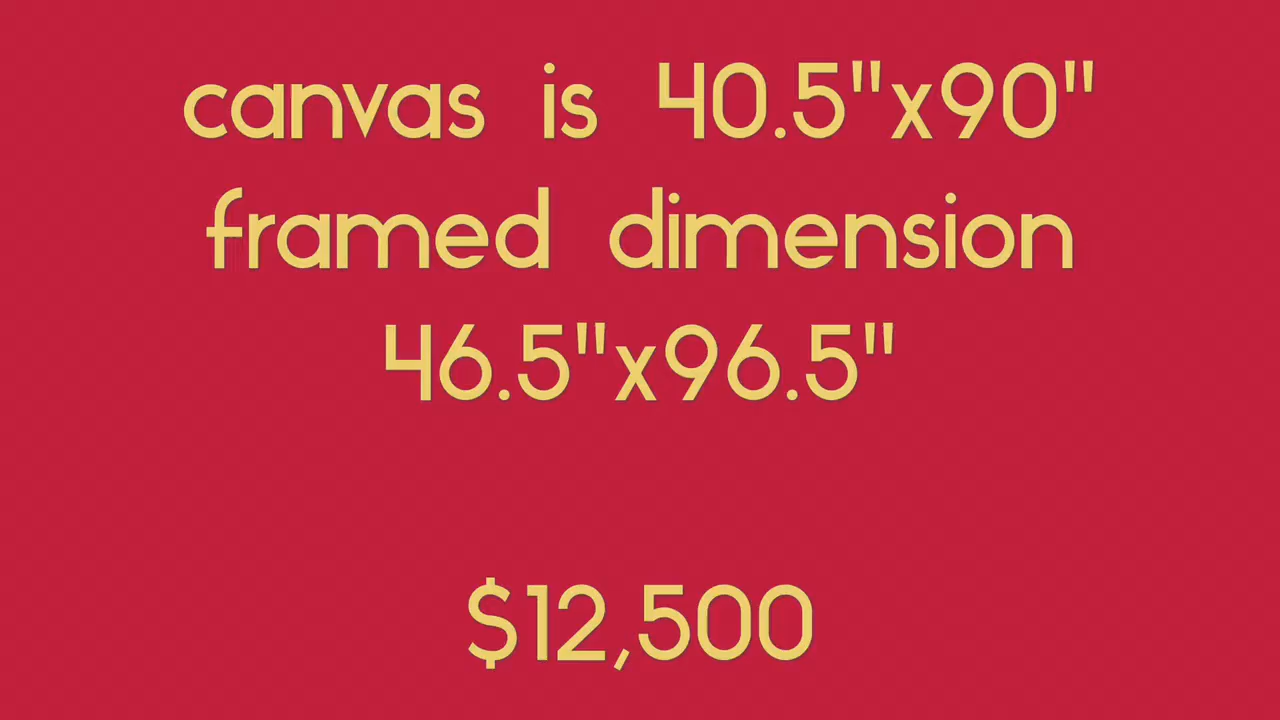 canvas is 40.5"x90"
framed dimension
46.5"x96.5"
$12,500